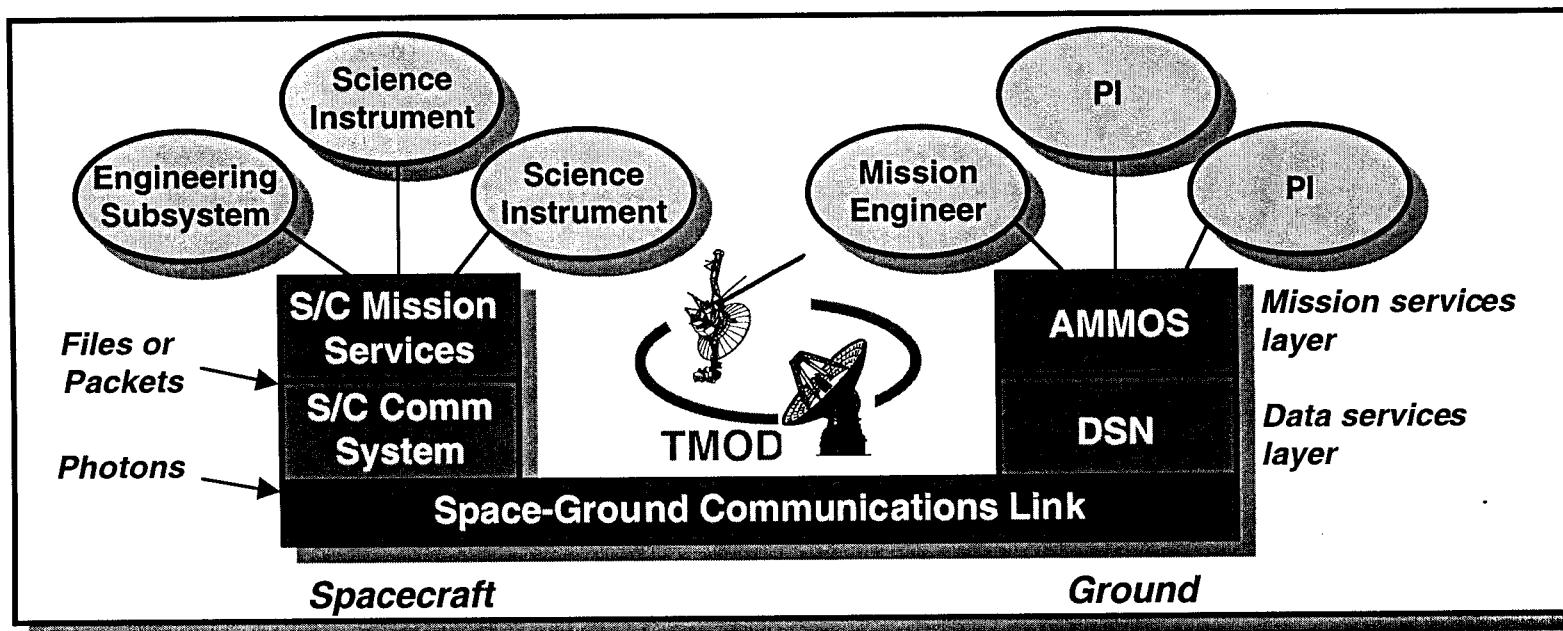 Science
Instrument
Engineering
Subsystem
Science
Instrument
PI
Mission
Engineer
PI
S/C Mission
Services
S/C Comm
System
Files or
Packets
Photons
TMOD
AMMOS
DSN
Mission services
layer
Data services
layer
Space-Ground Communications Link
Spacecraft
Ground